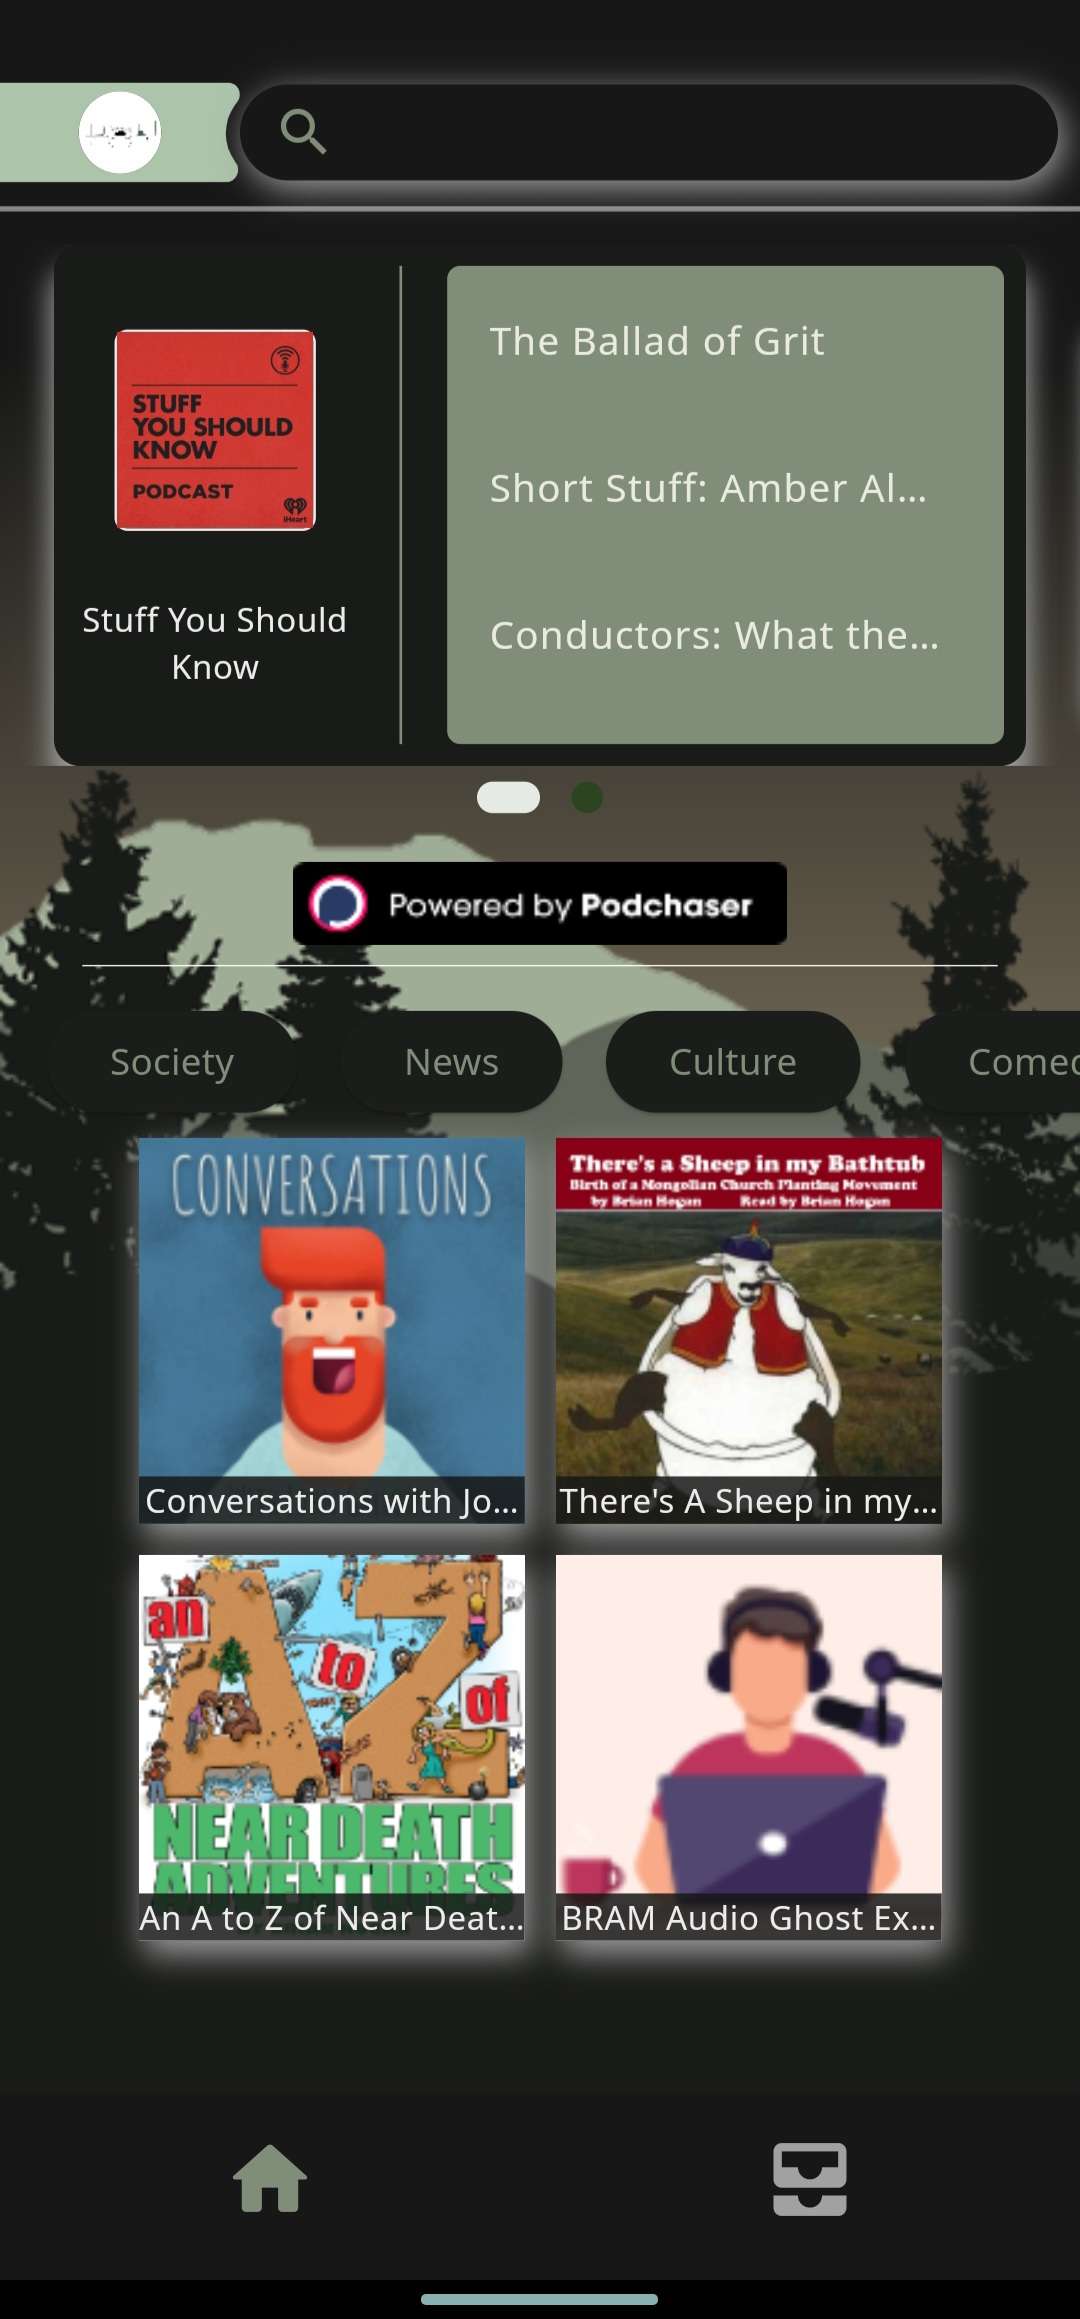 The Ballad of Grit
STUFF
YOU SHOULD
KNOW
PODCAST
iHeart
Short Stuff: Amber Al...
Stuff You Should
Know
Conductors: What the...
Powered by Podchaser
Society
News
Culture
Comed
CONVERSATIONS
Conversations with Jo...
There's a Sheep in my Bathtub
Birth of a Mongolian Church Planting Movement
by Brian Hogan Read by Brian Hogan
There's A Sheep in my...
an
A
to
Z
of
NEAR DEATH
ADVENTURES
An A to Z of Near Deat...
BRAM Audio Ghost Ex...